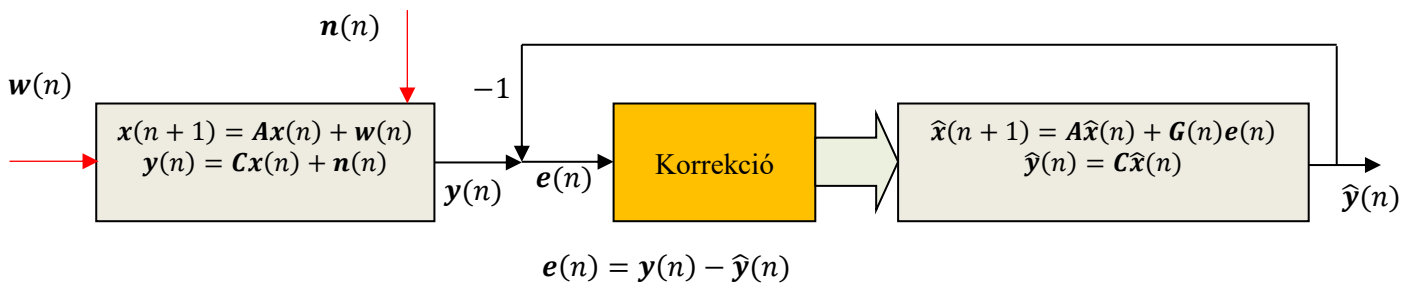 𝒏(𝑛)
𝒘(𝑛)
−1
𝒙(𝑛 + 1) = 𝑨𝒙(𝑛) + 𝒘(𝑛)
𝒚(𝑛) = 𝑪𝒙(𝑛) + 𝒏(𝑛)
𝒚(𝑛)
𝒆(𝑛)
Korrekció
𝒙̂(𝑛 + 1) = 𝑨𝒙̂(𝑛) + 𝑮(𝑛)𝒆(𝑛)
𝒚̂(𝑛) = 𝑪𝒙̂(𝑛)
𝒚̂(𝑛)
𝒆(𝑛) = 𝒚(𝑛) − 𝒚̂(𝑛)